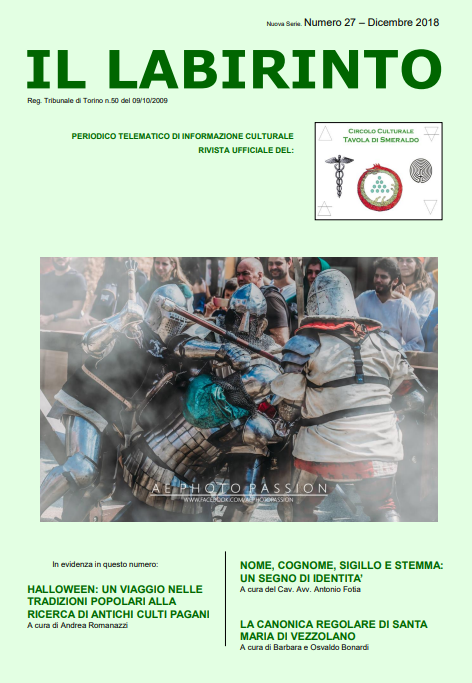 Nuova Serie. Numero 27 – Dicembre 2018
IL LABIRINTO
Reg. Tribunale di Torino n.50 del 09/10/2009
PERIODICO TELEMATICO DI INFORMAZIONE CULTURALE
RIVISTA UFFICIALE DEL:
CIRCOLO CULTURALE
TAVOLA DI SMERALDO
AE PHOTO PASSION
WWW.FACEBOOK.COM/AEPHOTOPASSION
In evidenza in questo numero:
HALLOWEEN: UN VIAGGIO NELLE
TRADIZIONI POPOLARI ALLA
RICERCA DI ANTICHI CULTI PAGANI
A cura di Andrea Romanazzi
NOME, COGNOME, SIGILLO E STEMMA:
UN SEGNO DI IDENTITA'
A cura del Cav. Avv. Antonio Fotia
LA CANONICA REGOLARE DI SANTA
MARIA DI VEZZOLANO
A cura di Barbara e Osvaldo Bonardi